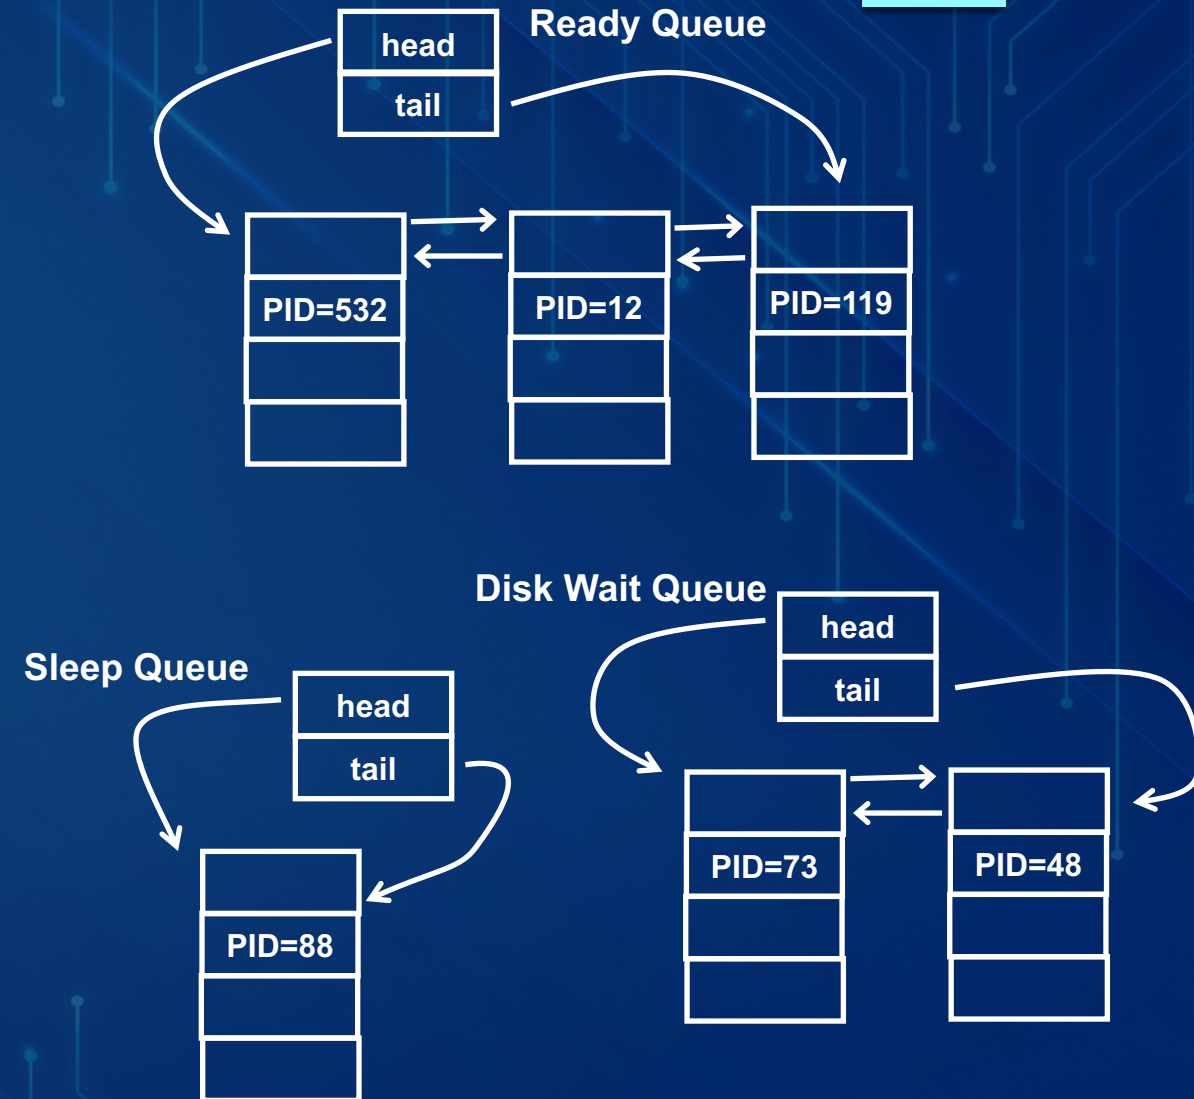 Ready Queue
head
tail
PID=532
PID=12
PID=119
Disk Wait Queue
head
tail
Sleep Queue
head
tail
PID=73
PID=48
PID=88